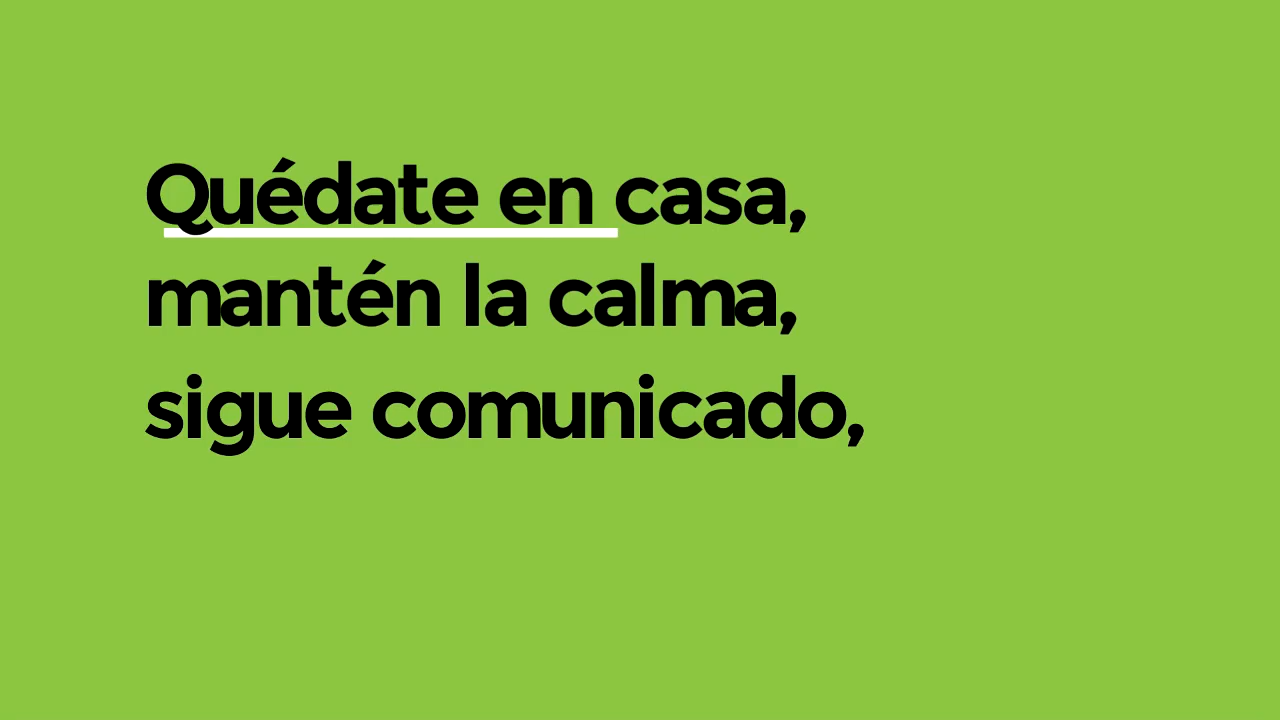 Quédate en casa,
mantén la calma,
sigue comunicado,